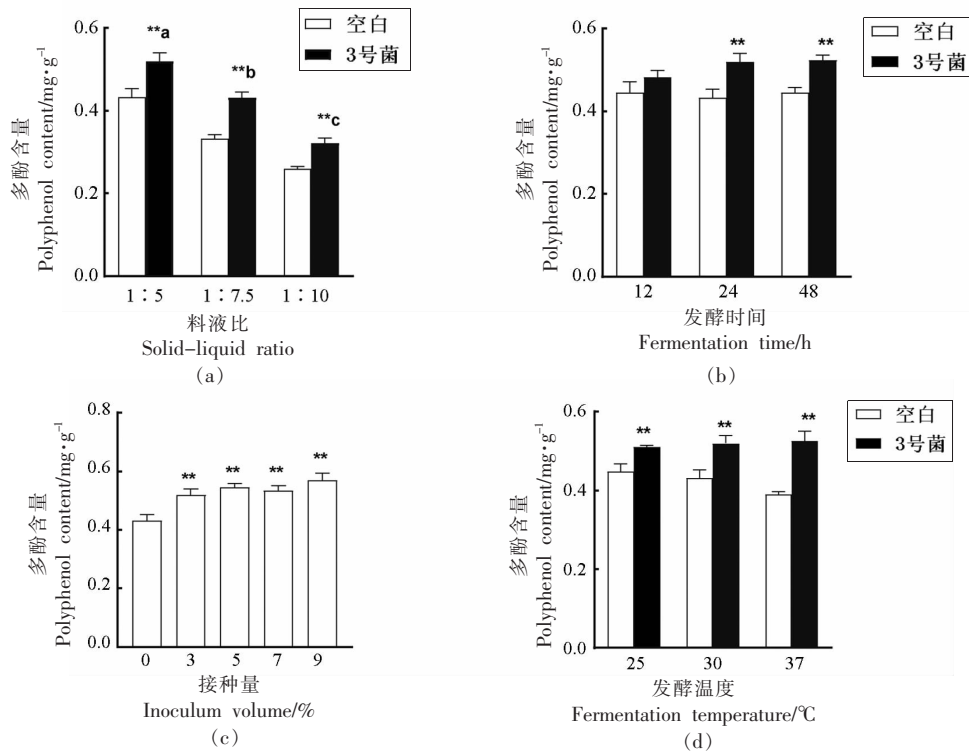 多酚含量
Polyphenol content/mg·g⁻¹
0.6
0.4
0.2
0.0
**a
**b
**c
空白
3号菌
1∶5
1∶7.5
1∶10
料液比
Solid-liquid ratio
(a)
多酚含量
Polyphenol content/mg·g⁻¹
0.6
0.4
0.2
0.0
**
**
空白
3号菌
12
24
48
发酵时间
Fermentation time/h
(b)
多酚含量
Polyphenol content/mg·g⁻¹
0.8
0.6
0.4
0.2
0.0
**
**
**
**
0
3
5
7
9
接种量
Inoculum volume/%
(c)
多酚含量
Polyphenol content/mg·g⁻¹
0.6
0.4
0.2
0.0
**
**
**
空白
3号菌
25
30
37
发酵温度
Fermentation temperature/℃
(d)